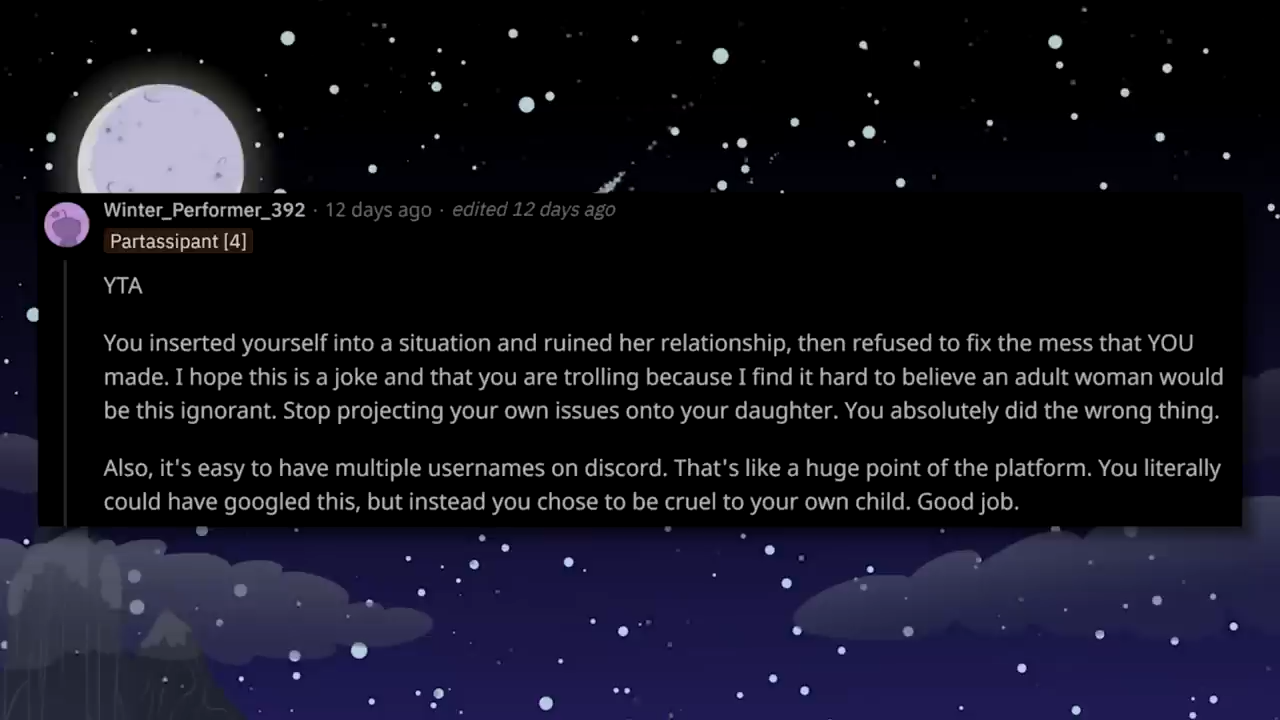 Winter_Performer_392 · 12 days ago · edited 12 days ago
Partassipant [4]
YTA
You inserted yourself into a situation and ruined her relationship, then refused to fix the mess that YOU
made. I hope this is a joke and that you are trolling because I find it hard to believe an adult woman would
be this ignorant. Stop projecting your own issues onto your daughter. You absolutely did the wrong thing.
Also, it's easy to have multiple usernames on discord. That's like a huge point of the platform. You literally
could have googled this, but instead you chose to be cruel to your own child. Good job.